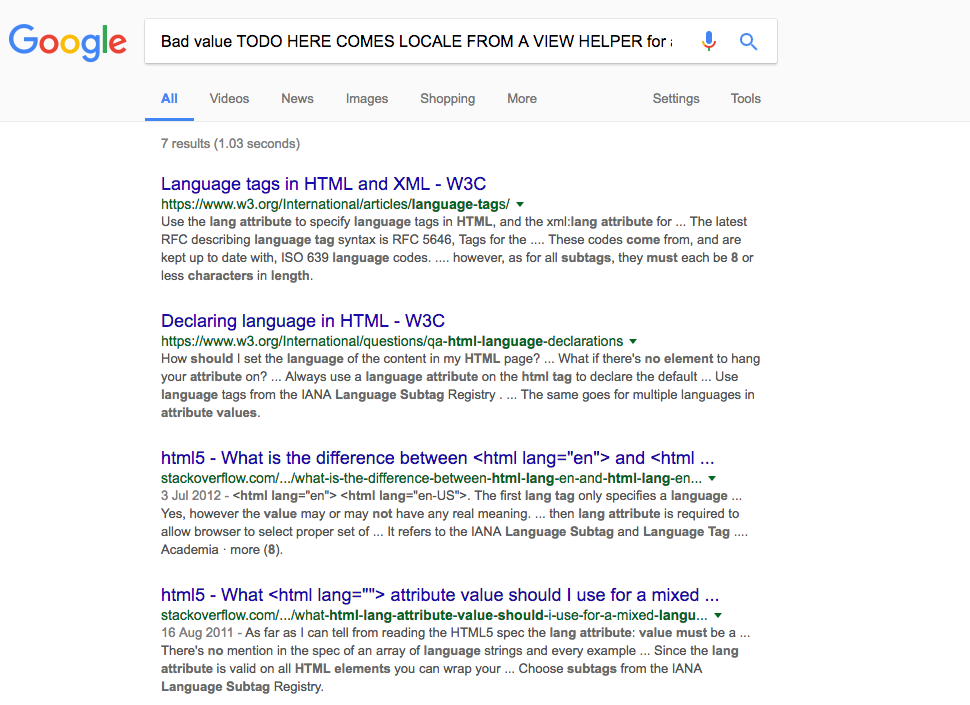 Google
Bad value TODO HERE COMES LOCALE FROM A VIEW HELPER for
All Videos News Images Shopping More Settings Tools
7 results (1.03 seconds)
Language tags in HTML and XML - W3C
https://www.w3.org/International/articles/language-tags/
Use the lang attribute to specify language tags in HTML, and the xml:lang attribute for ... The latest
RFC describing language tag syntax is RFC 5646, Tags for the .... These codes come from, and are
kept up to date with, ISO 639 language codes. .... however, as for all subtags, they must each be 8 or
less characters in length.
Declaring language in HTML - W3C
https://www.w3.org/International/questions/qa-html-language-declarations
How should I set the language of the content in my HTML page? ... What if there's no element to hang
your attribute on? ... Always use a language attribute on the html tag to declare the default ... Use
language tags from the IANA Language Subtag Registry . ... The same goes for multiple languages in
attribute values.
html5 - What is the difference between <html lang="en"> and <html ...
stackoverflow.com/.../what-is-the-difference-between-html-lang-en-and-html-lang-en...
3 Jul 2012 - <html lang="en"> <html lang="en-US">. The first lang tag only specifies a language ...
Yes, however the value may or may not have any real meaning. ... then lang attribute is required to
allow browser to select proper set of ... It refers to the IANA Language Subtag and Language Tag ....
Academia · more (8).
html5 - What <html lang=""> attribute value should I use for a mixed ...
stackoverflow.com/.../what-html-lang-attribute-value-should-i-use-for-a-mixed-langu...
16 Aug 2011 - As far as I can tell from reading the HTML5 spec the lang attribute: value must be a ...
There's no mention in the spec of an array of language strings and every example ... Since the lang
attribute is valid on all HTML elements you can wrap your ... Choose subtags from the IANA
Language Subtag Registry.